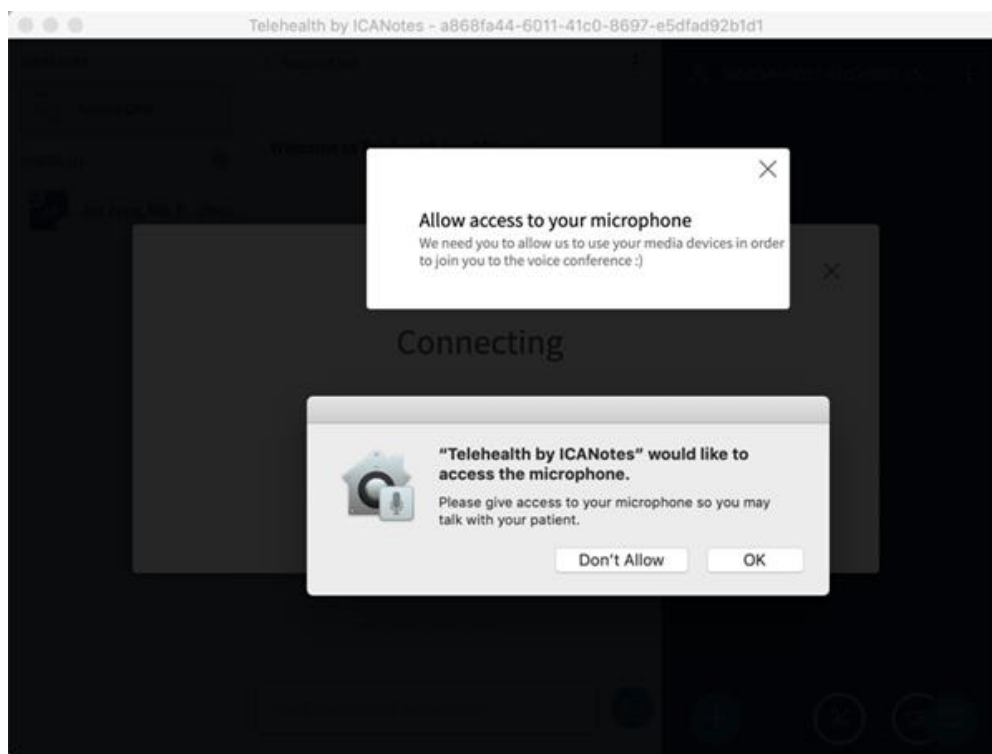 Telehealth by ICANotes - a868fa44-6011-41c0-8697-e5dfad92b1d1
Welcome to
Allow access to your microphone
We need you to allow us to use your media devices in order
to join you to the voice conference :)
Connecting
“Telehealth by ICANotes” would like to
access the microphone.
Please give access to your microphone so you may
talk with your patient.
Don't Allow
OK